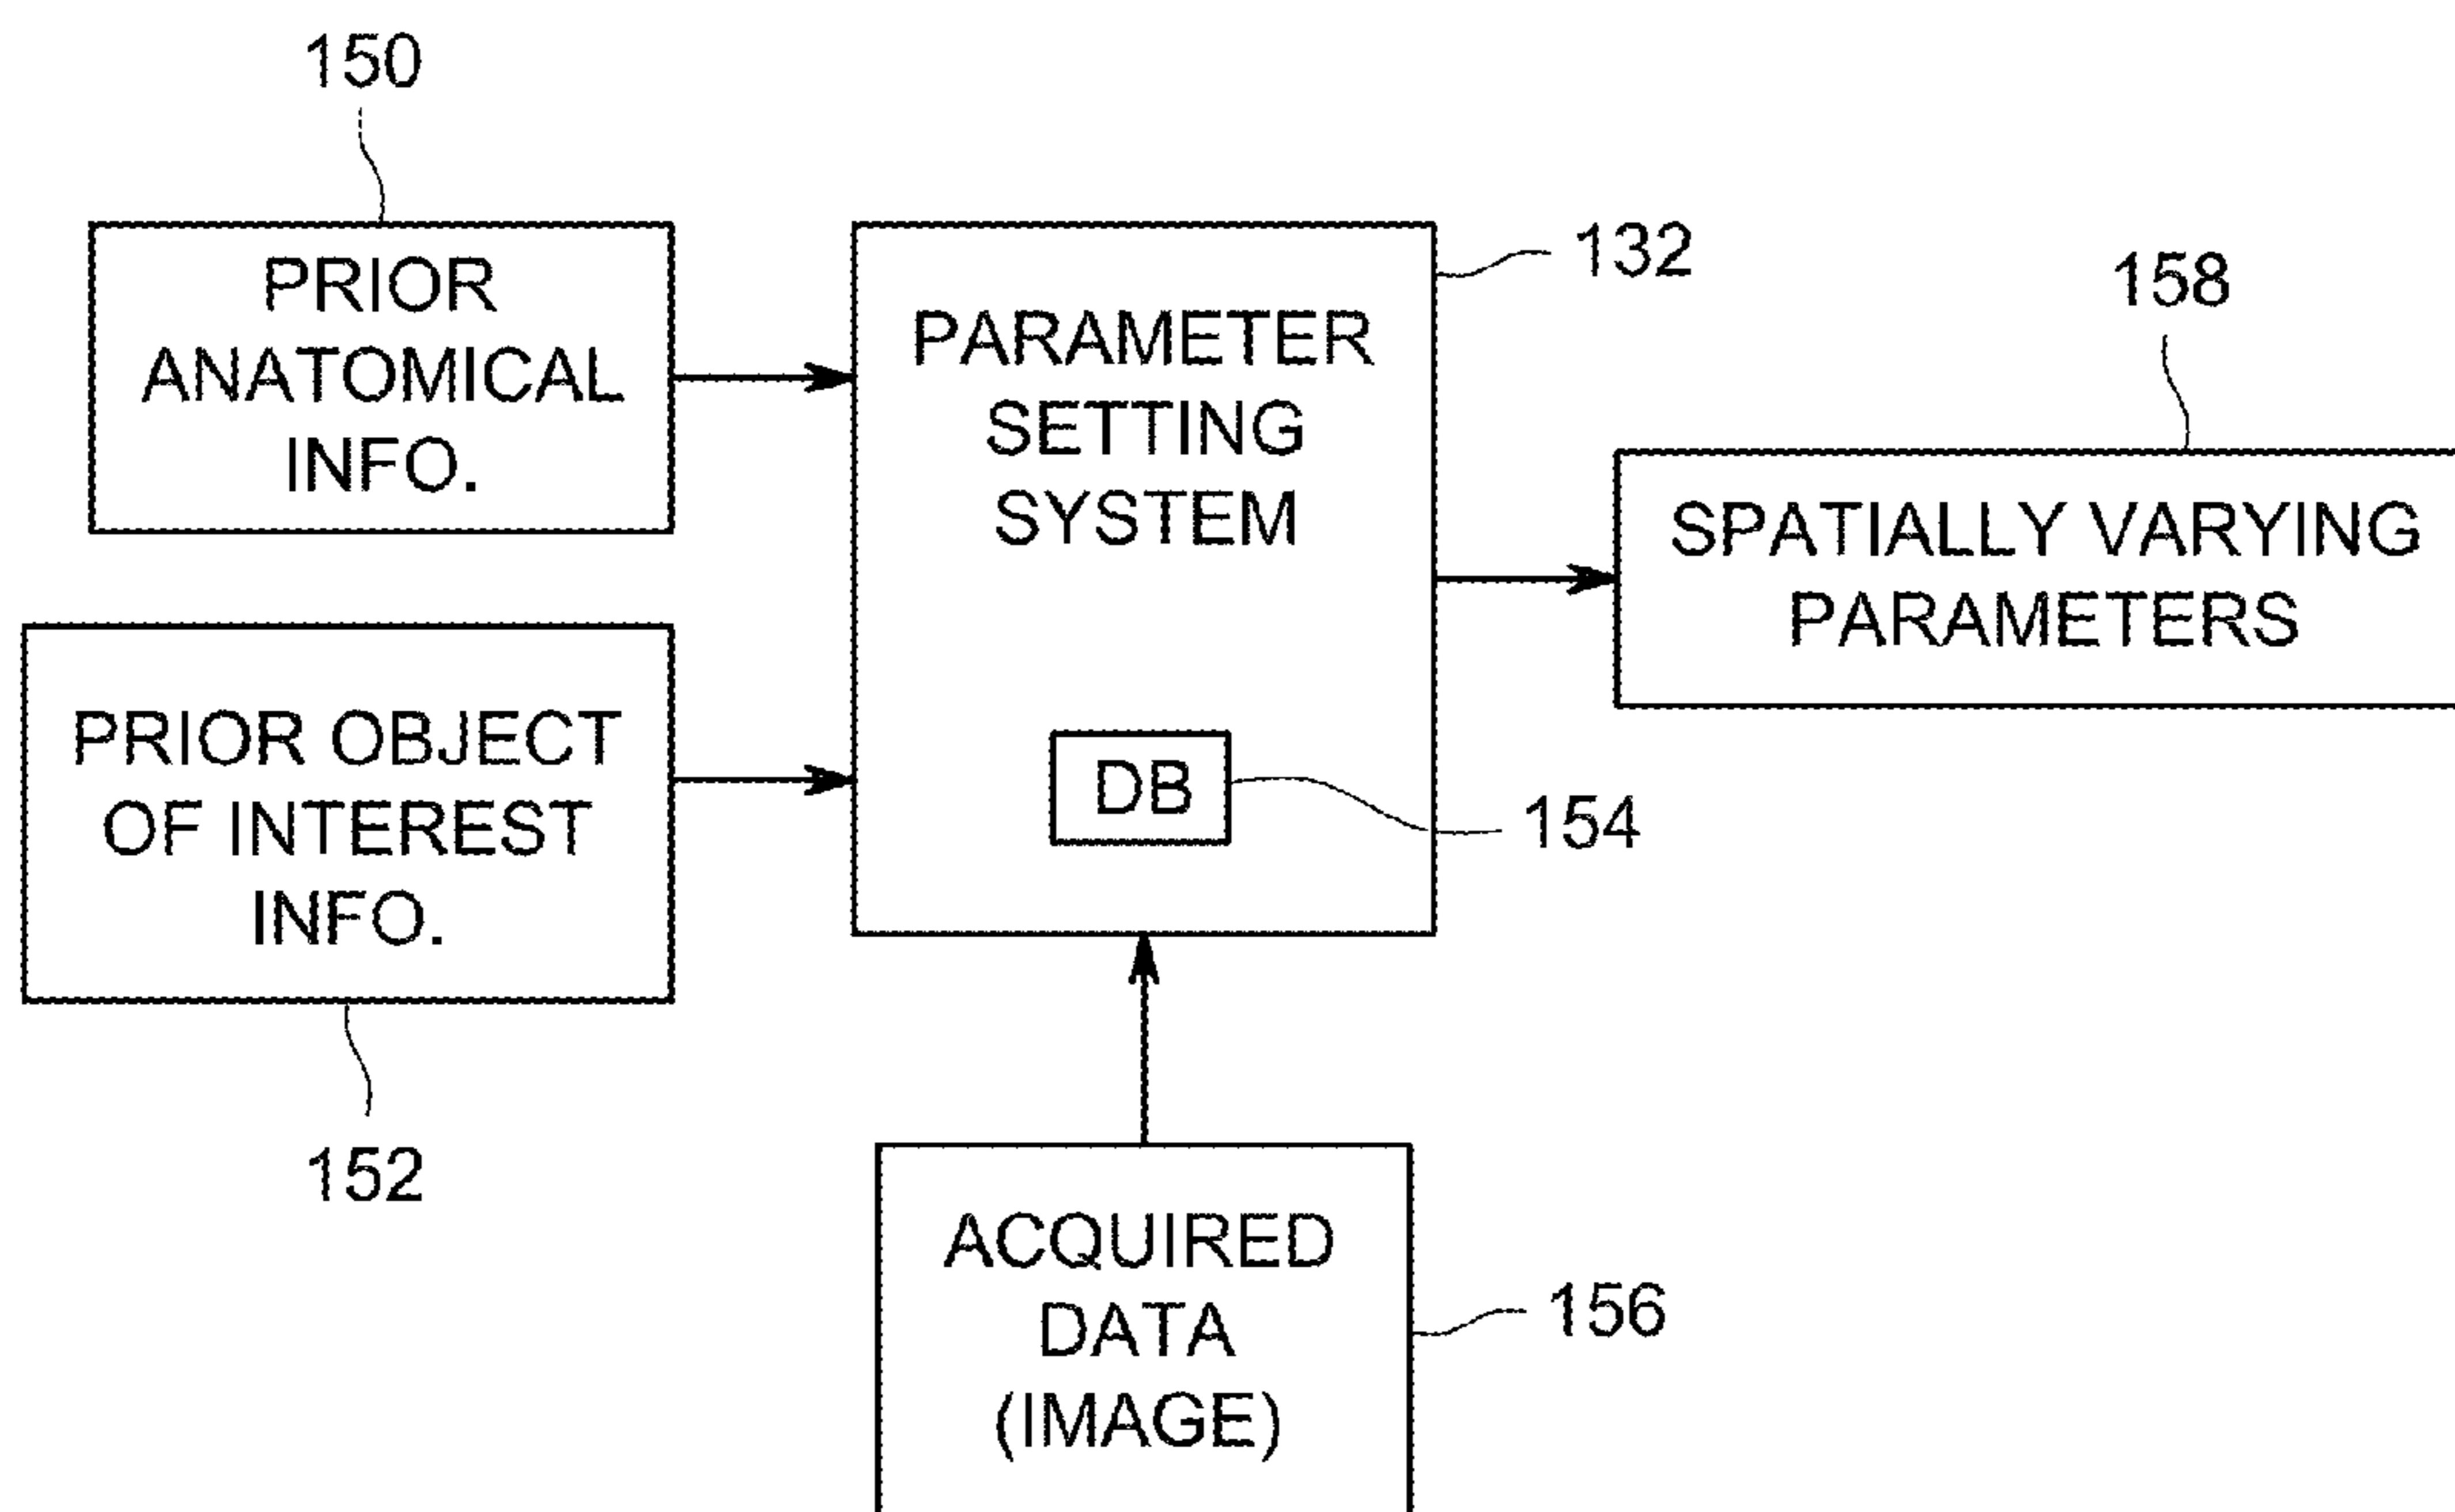 150
PRIOR
ANATOMICAL
INFO.
132
PARAMETER
SETTING
SYSTEM
158
SPATIALLY VARYING
PARAMETERS
PRIOR OBJECT
OF INTEREST
INFO.
152
DB
154
ACQUIRED
DATA
(IMAGE)
156